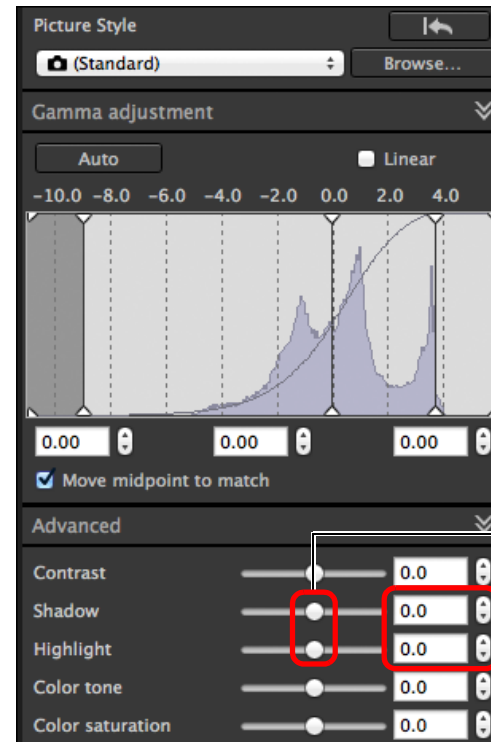 Picture Style
(Standard)
Browse...
Gamma adjustment
Auto
Linear
-10.0 -8.0 -6.0 -4.0 -2.0 0.0 2.0 4.0
0.00 0.00 0.00
Move midpoint to match
Advanced
Contrast 0.0
Shadow 0.0
Highlight 0.0
Color tone 0.0
Color saturation 0.0